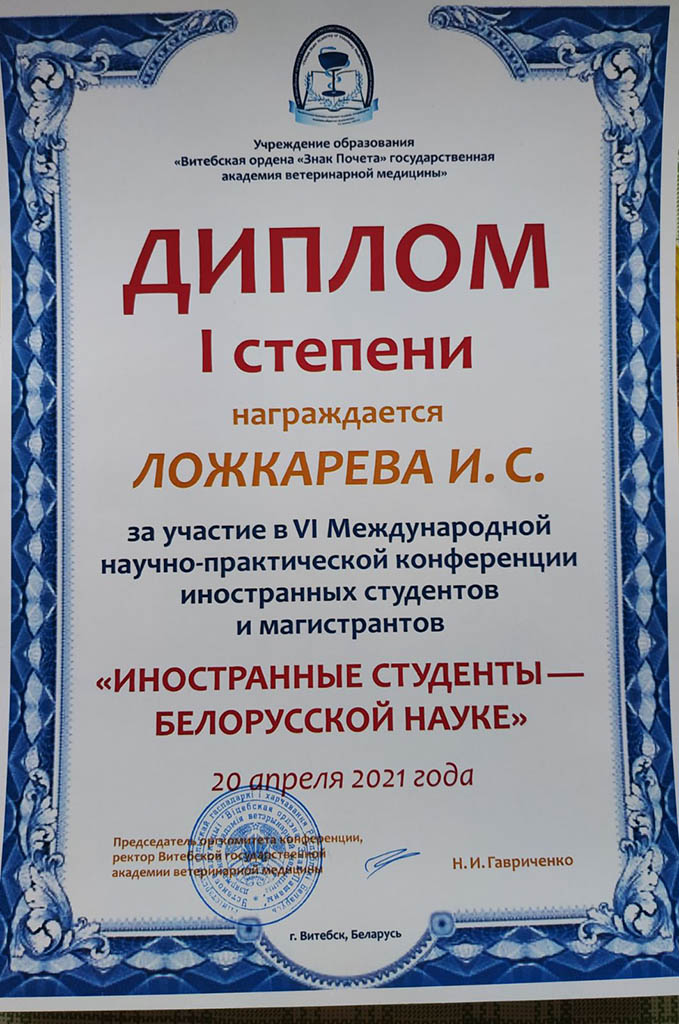 Учреждение образования
«Витебская ордена «Знак Почета» государственная
академия ветеринарной медицины»
ДИПЛОМ
I степени
награждается
ЛОЖКАРЕВА И. С.
за участие в VI Международной
научно-практической конференции
иностранных студентов
и магистрантов
«ИНОСТРАННЫЕ СТУДЕНТЫ —
БЕЛОРУССКОЙ НАУКЕ»
20 апреля 2021 года
Председатель оргкомитета конференции,
ректор Витебской государственной
академии ветеринарной медицины
Н. И. Гавриченко
г. Витебск, Беларусь